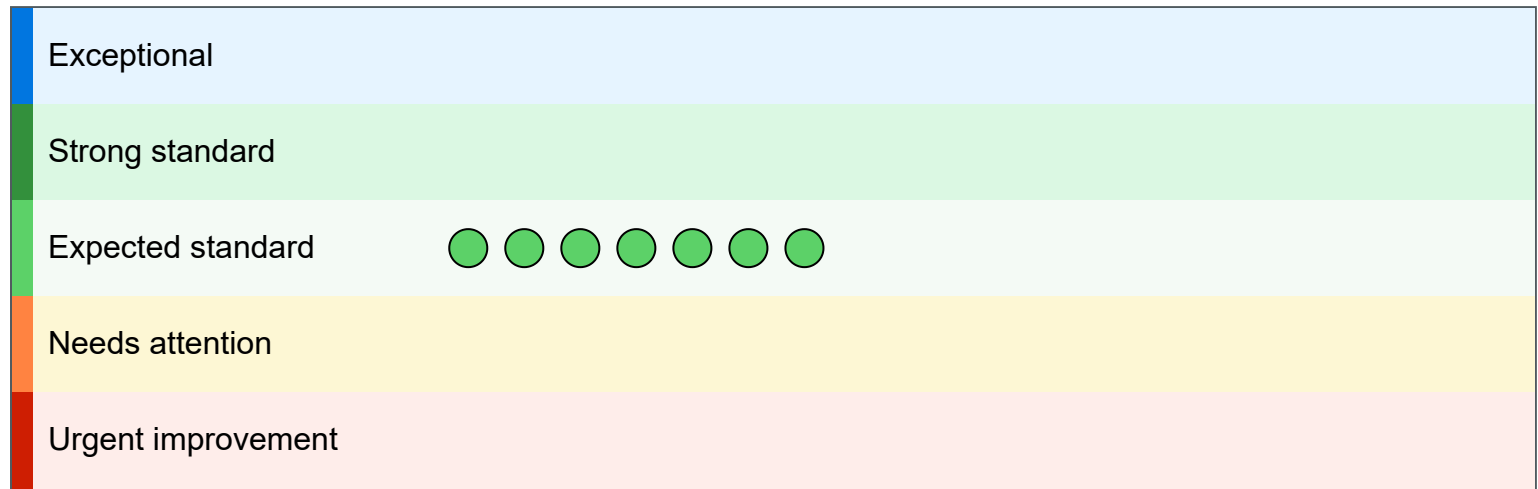 Exceptional
Strong standard
Expected standard
Needs attention
Urgent improvement